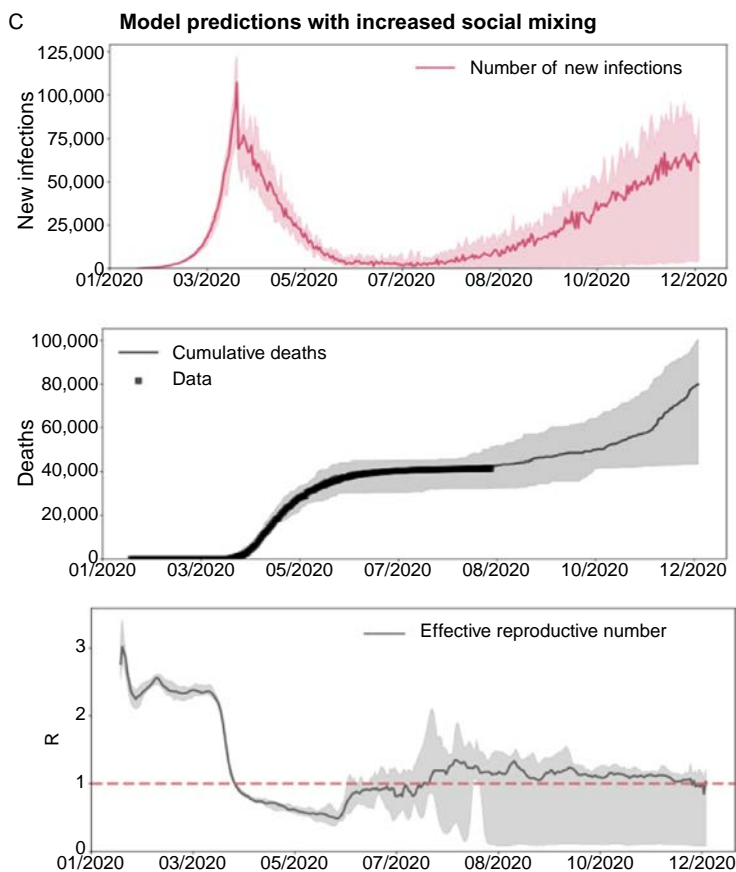 C
Model predictions with increased social mixing
125,000
100,000
75,000
50,000
25,000
0
New infections
Number of new infections
01/2020 03/2020 05/2020 07/2020 08/2020 10/2020 12/2020
100,000
80,000
60,000
40,000
20,000
0
Deaths
Cumulative deaths
Data
01/2020 03/2020 05/2020 07/2020 08/2020 10/2020 12/2020
3
2
1
0
R
Effective reproductive number
01/2020 03/2020 05/2020 07/2020 08/2020 10/2020 12/2020